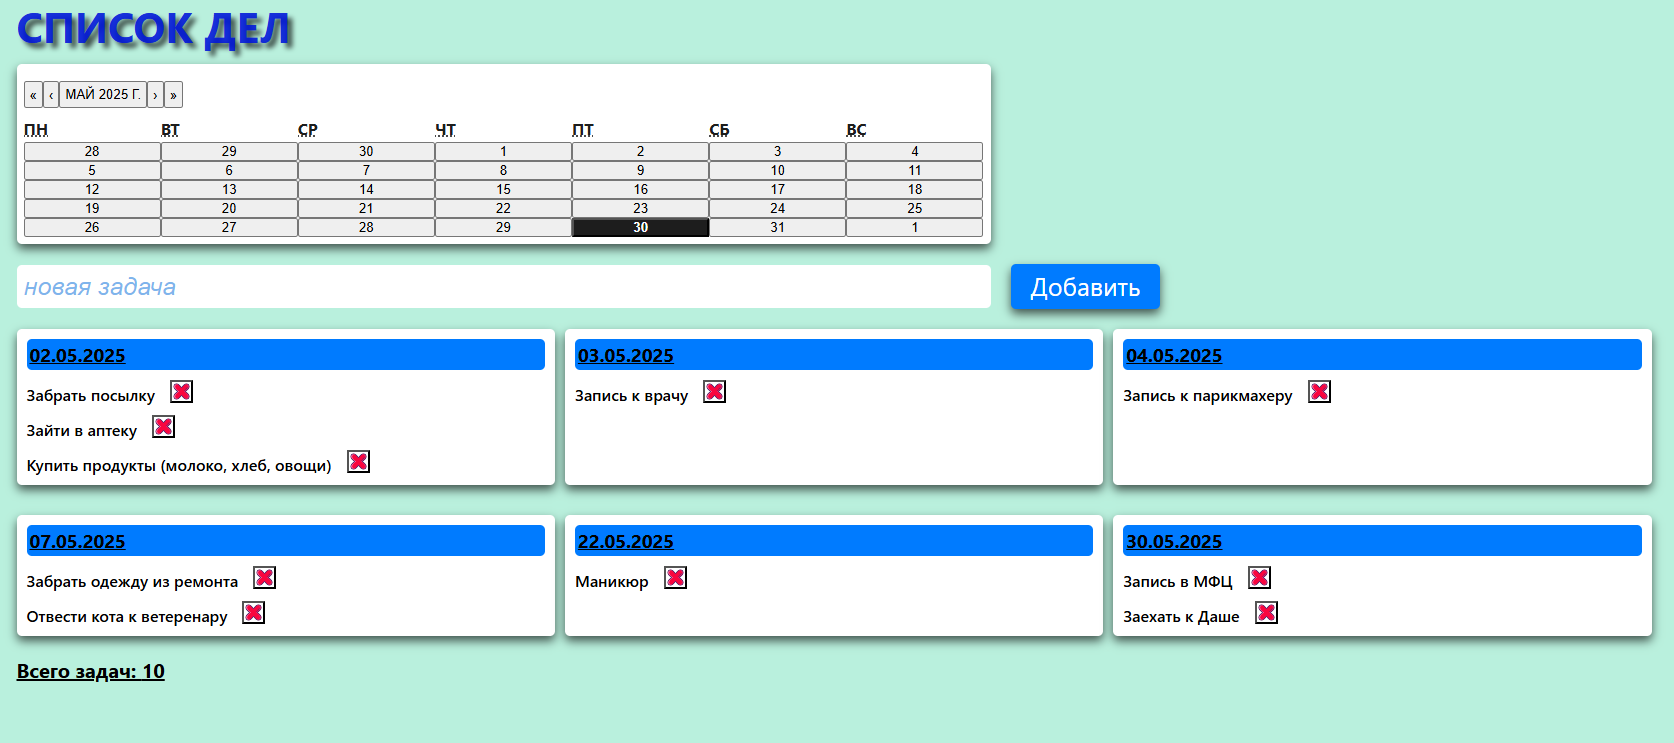 СПИСОК ДЕЛ
« ‹ МАЙ 2025 Г. › »
ПН ВТ СР ЧТ ПТ СБ ВС
28 29 30 1 2 3 4
5 6 7 8 9 10 11
12 13 14 15 16 17 18
19 20 21 22 23 24 25
26 27 28 29 30 31 1
новая задача
Добавить
02.05.2025
Забрать посылку
Зайти в аптеку
Купить продукты (молоко, хлеб, овощи)
03.05.2025
Запись к врачу
04.05.2025
Запись к парикмахеру
07.05.2025
Забрать одежду из ремонта
Отвести кота к ветеренару
22.05.2025
Маникюр
30.05.2025
Запись в МФЦ
Заехать к Даше
Всего задач: 10